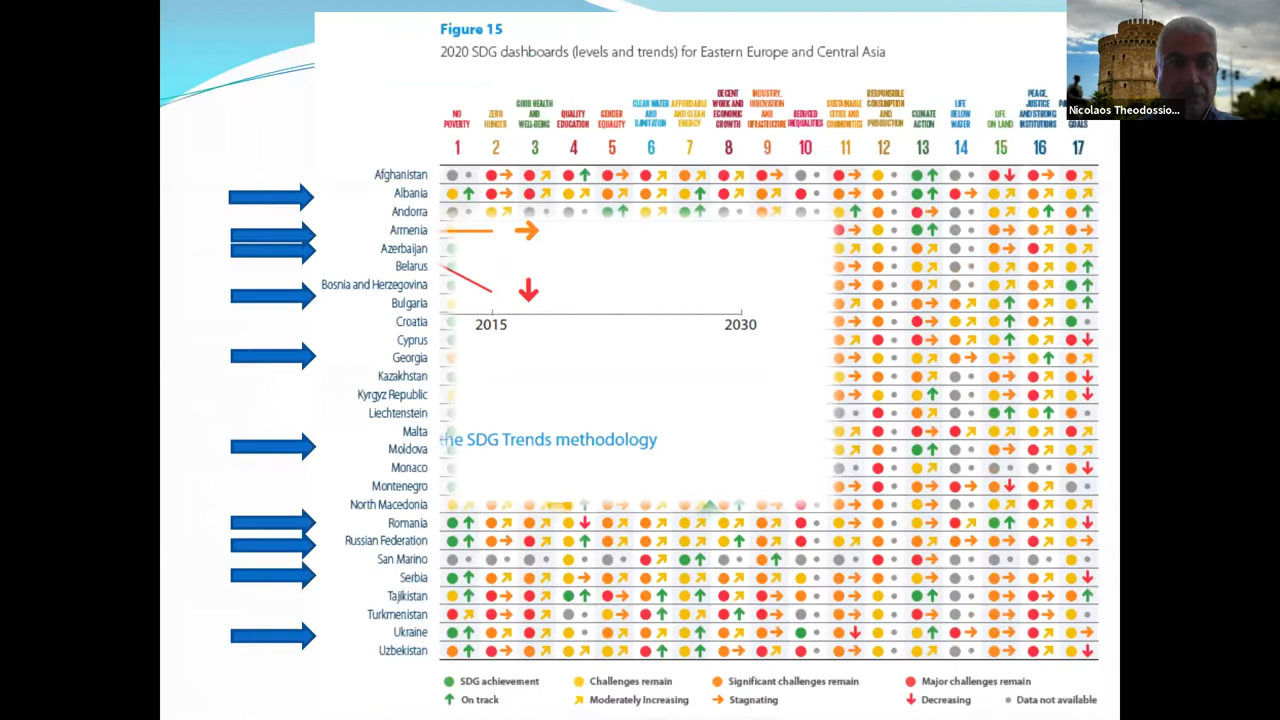 Figure 15
2020 SDG dashboards (levels and trends) for Eastern Europe and Central Asia
Nicolaos Theodossio...
NO POVERTY
ZERO HUNGER
GOOD HEALTH AND WELL-BEING
QUALITY EDUCATION
GENDER EQUALITY
CLEAR WATER AND SANITATION
AFFORDABLE AND CLEAN ENERGY
DECENT WORK AND ECONOMIC GROWTH
INDUSTRY, INNOVATION AND INFRASTRUCTURE
REDUCED INEQUALITIES
SUSTAINABLE CITIES AND COMMUNITIES
RESPONSIBLE CONSUMPTION AND PRODUCTION
CLIMATE ACTION
LIFE BELOW WATER
LIFE ON LAND
PEACE, JUSTICE AND STRONG INSTITUTIONS
GOALS
1 2 3 4 5 6 7 8 9 10 11 12 13 14 15 16 17
Afghanistan
Albania
Andorra
Armenia
Azerbaijan
Belarus
Bosnia and Herzegovina
Bulgaria
Croatia
Cyprus
Georgia
Kazakhstan
Kyrgyz Republic
Liechtenstein
Malta
Moldova
Monaco
Montenegro
North Macedonia
Romania
Russian Federation
San Marino
Serbia
Tajikistan
Turkmenistan
Ukraine
Uzbekistan
2015 2030
the SDG Trends methodology
SDG achievement Challenges remain Significant challenges remain Major challenges remain
On track Moderately Increasing Stagnating Decreasing Data not available